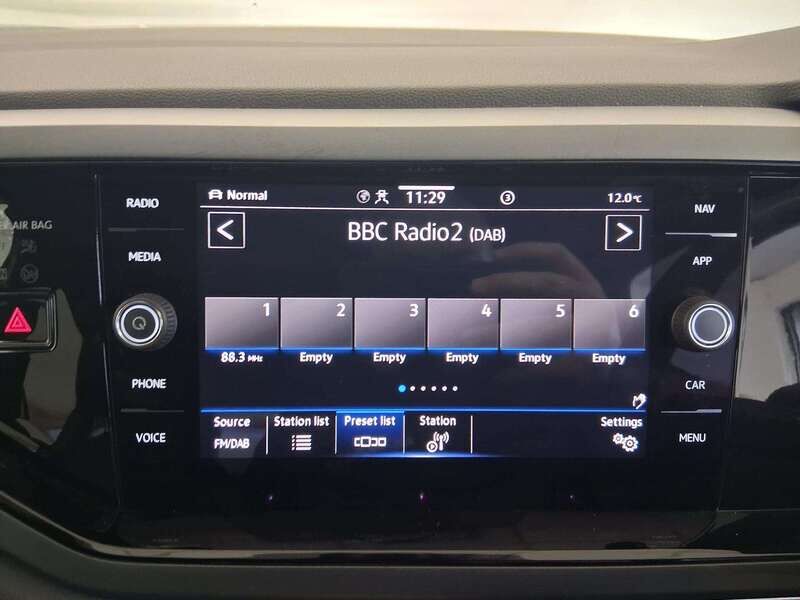 RADIO
Normal
11:29
3
12.0°C
NAV
AIR BAG
BBC Radio2 (DAB)
MEDIA
APP
1 2 3 4 5 6
88.3 MHz Empty Empty Empty Empty Empty
PHONE
CAR
Source Station list Preset list Station Settings
FM/DAB
VOICE
MENU